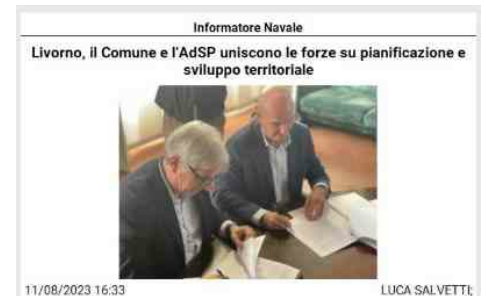 Informatore Navale
Livorno, il Comune e l'AdSP uniscono le forze su pianificazione e
sviluppo territoriale
11/08/2023 16:33
LUCA SALVETTI;